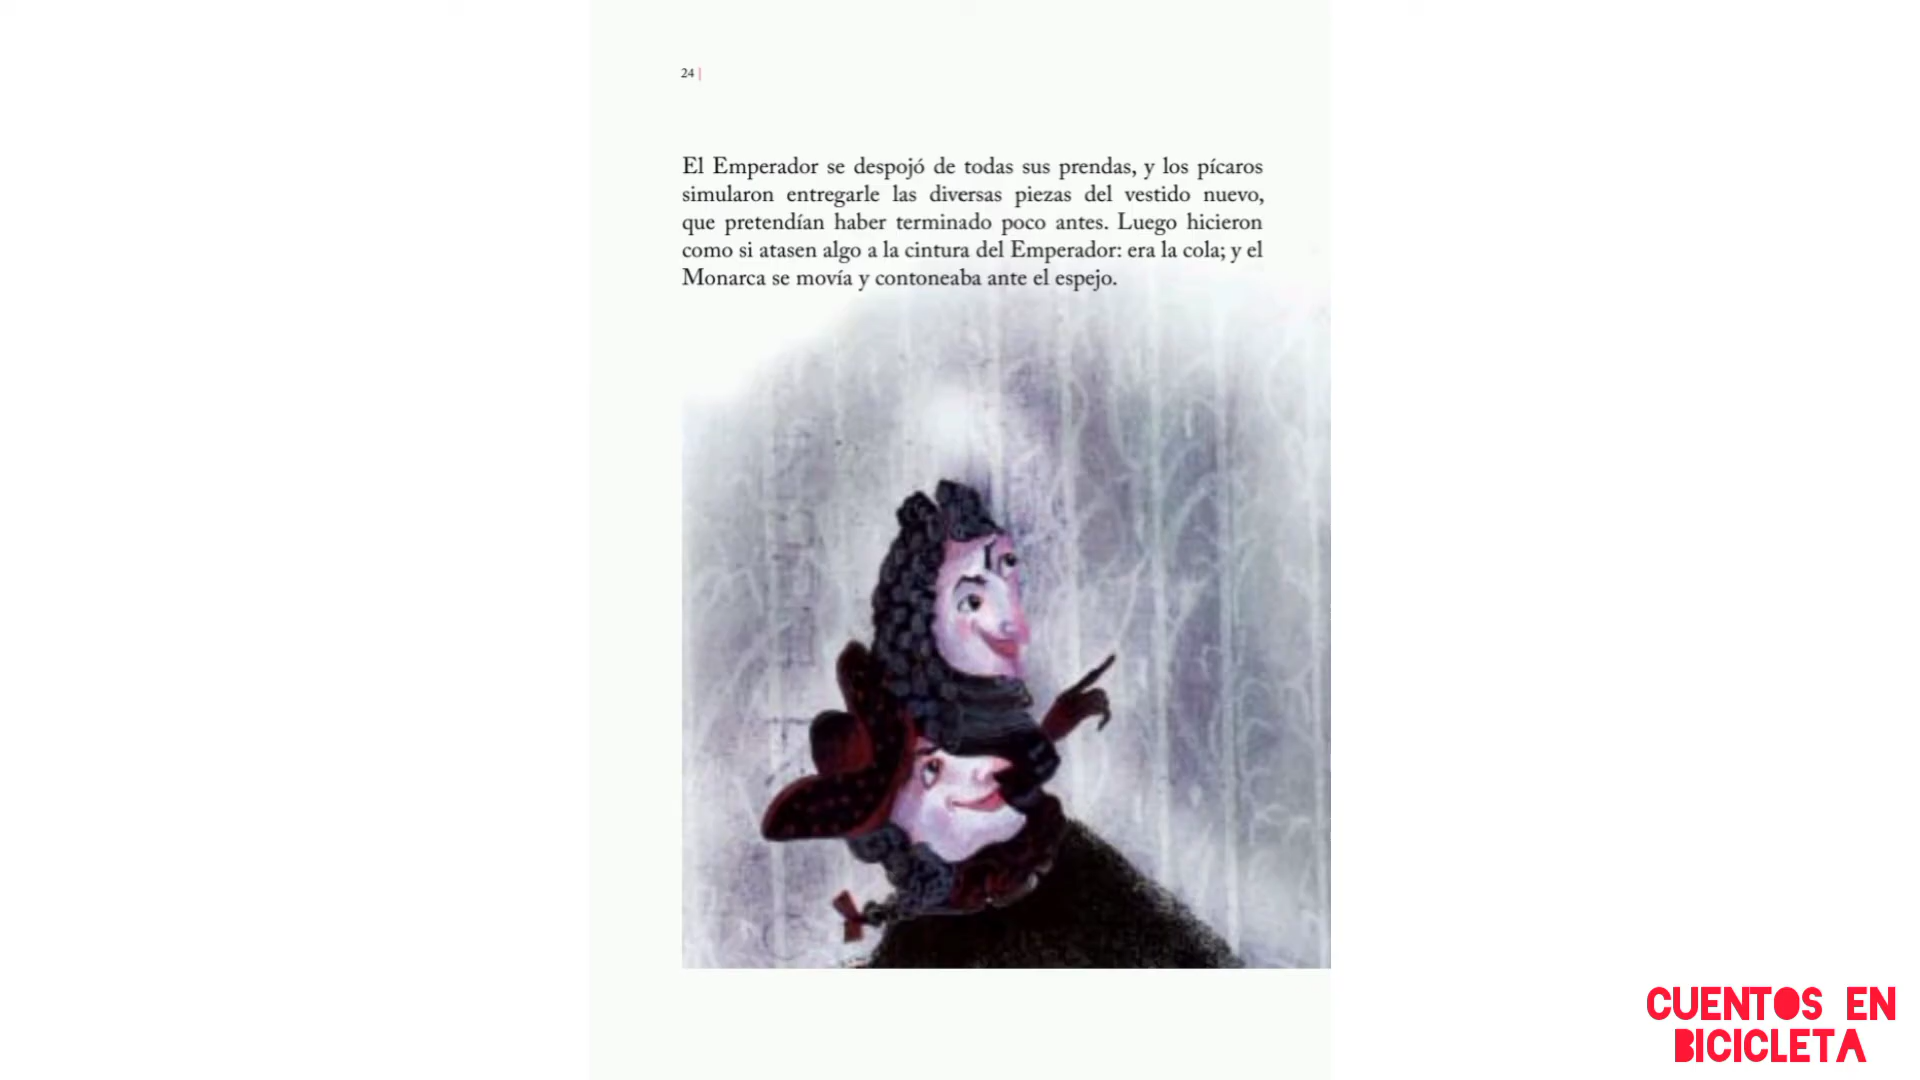 24 |
El Emperador se despojó de todas sus prendas, y los pícaros
simularon entregarle las diversas piezas del vestido nuevo,
que pretendían haber terminado poco antes. Luego hicieron
como si atasen algo a la cintura del Emperador: era la cola; y el
Monarca se movía y contoneaba ante el espejo.
CUENTOS EN
BICICLETA